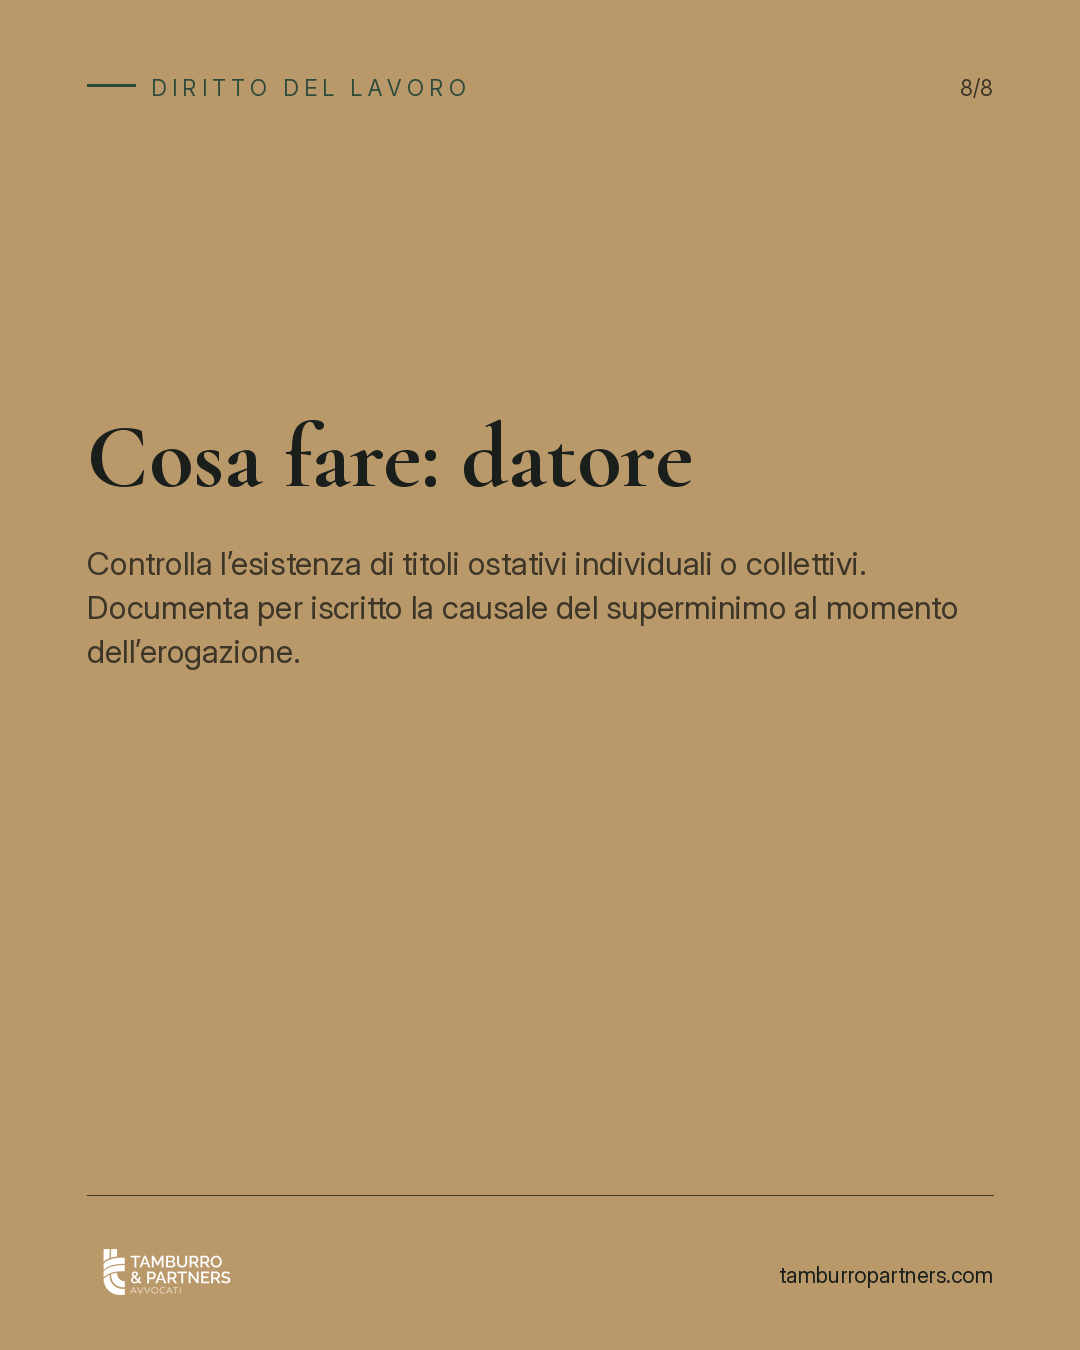 DIRITTO DEL LAVORO
8/8
Cosa fare: datore
Controlla l’esistenza di titoli ostativi individuali o collettivi.
Documenta per iscritto la causale del superminimo al momento
dell’erogazione.
TAMBURRO
& PARTNERS
AVVOCATI
tamburropartners.com